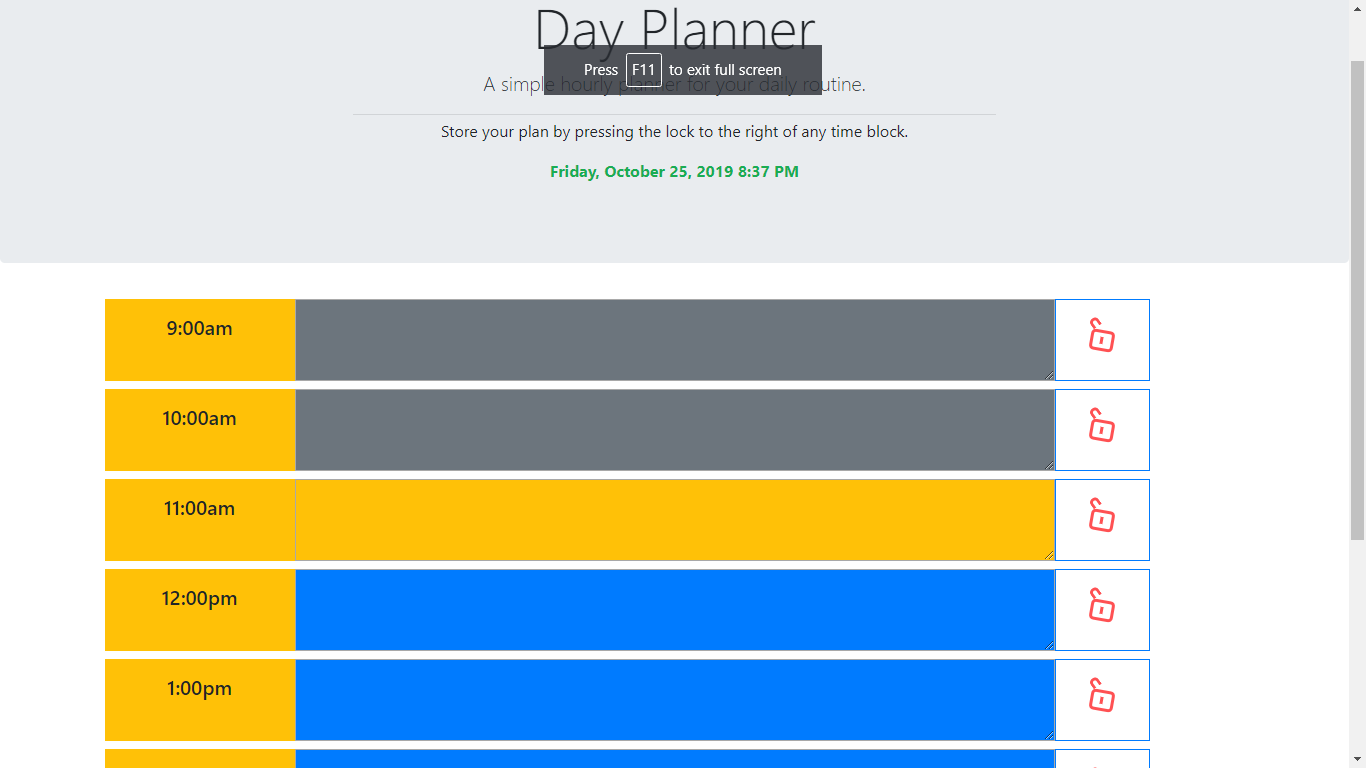 Day Planner
Press F11 to exit full screen
A simple hourly planner for your daily routine.
Store your plan by pressing the lock to the right of any time block.
Friday, October 25, 2019 8:37 PM
9:00am
10:00am
11:00am
12:00pm
1:00pm